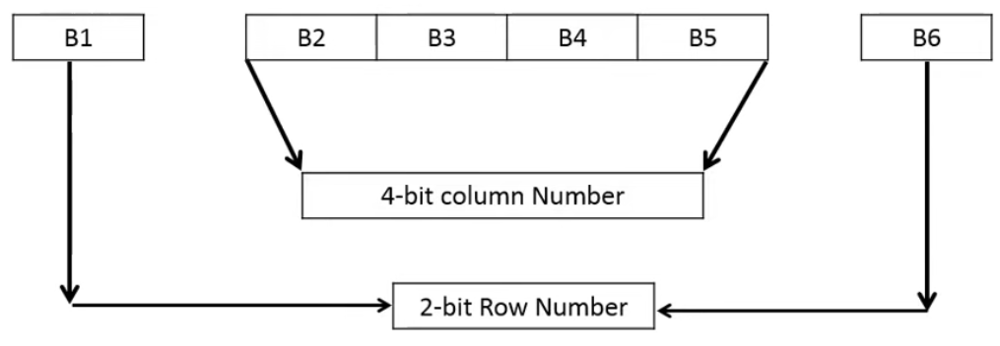 B1 B2 B3 B4 B5 B6
4-bit column Number
2-bit Row Number